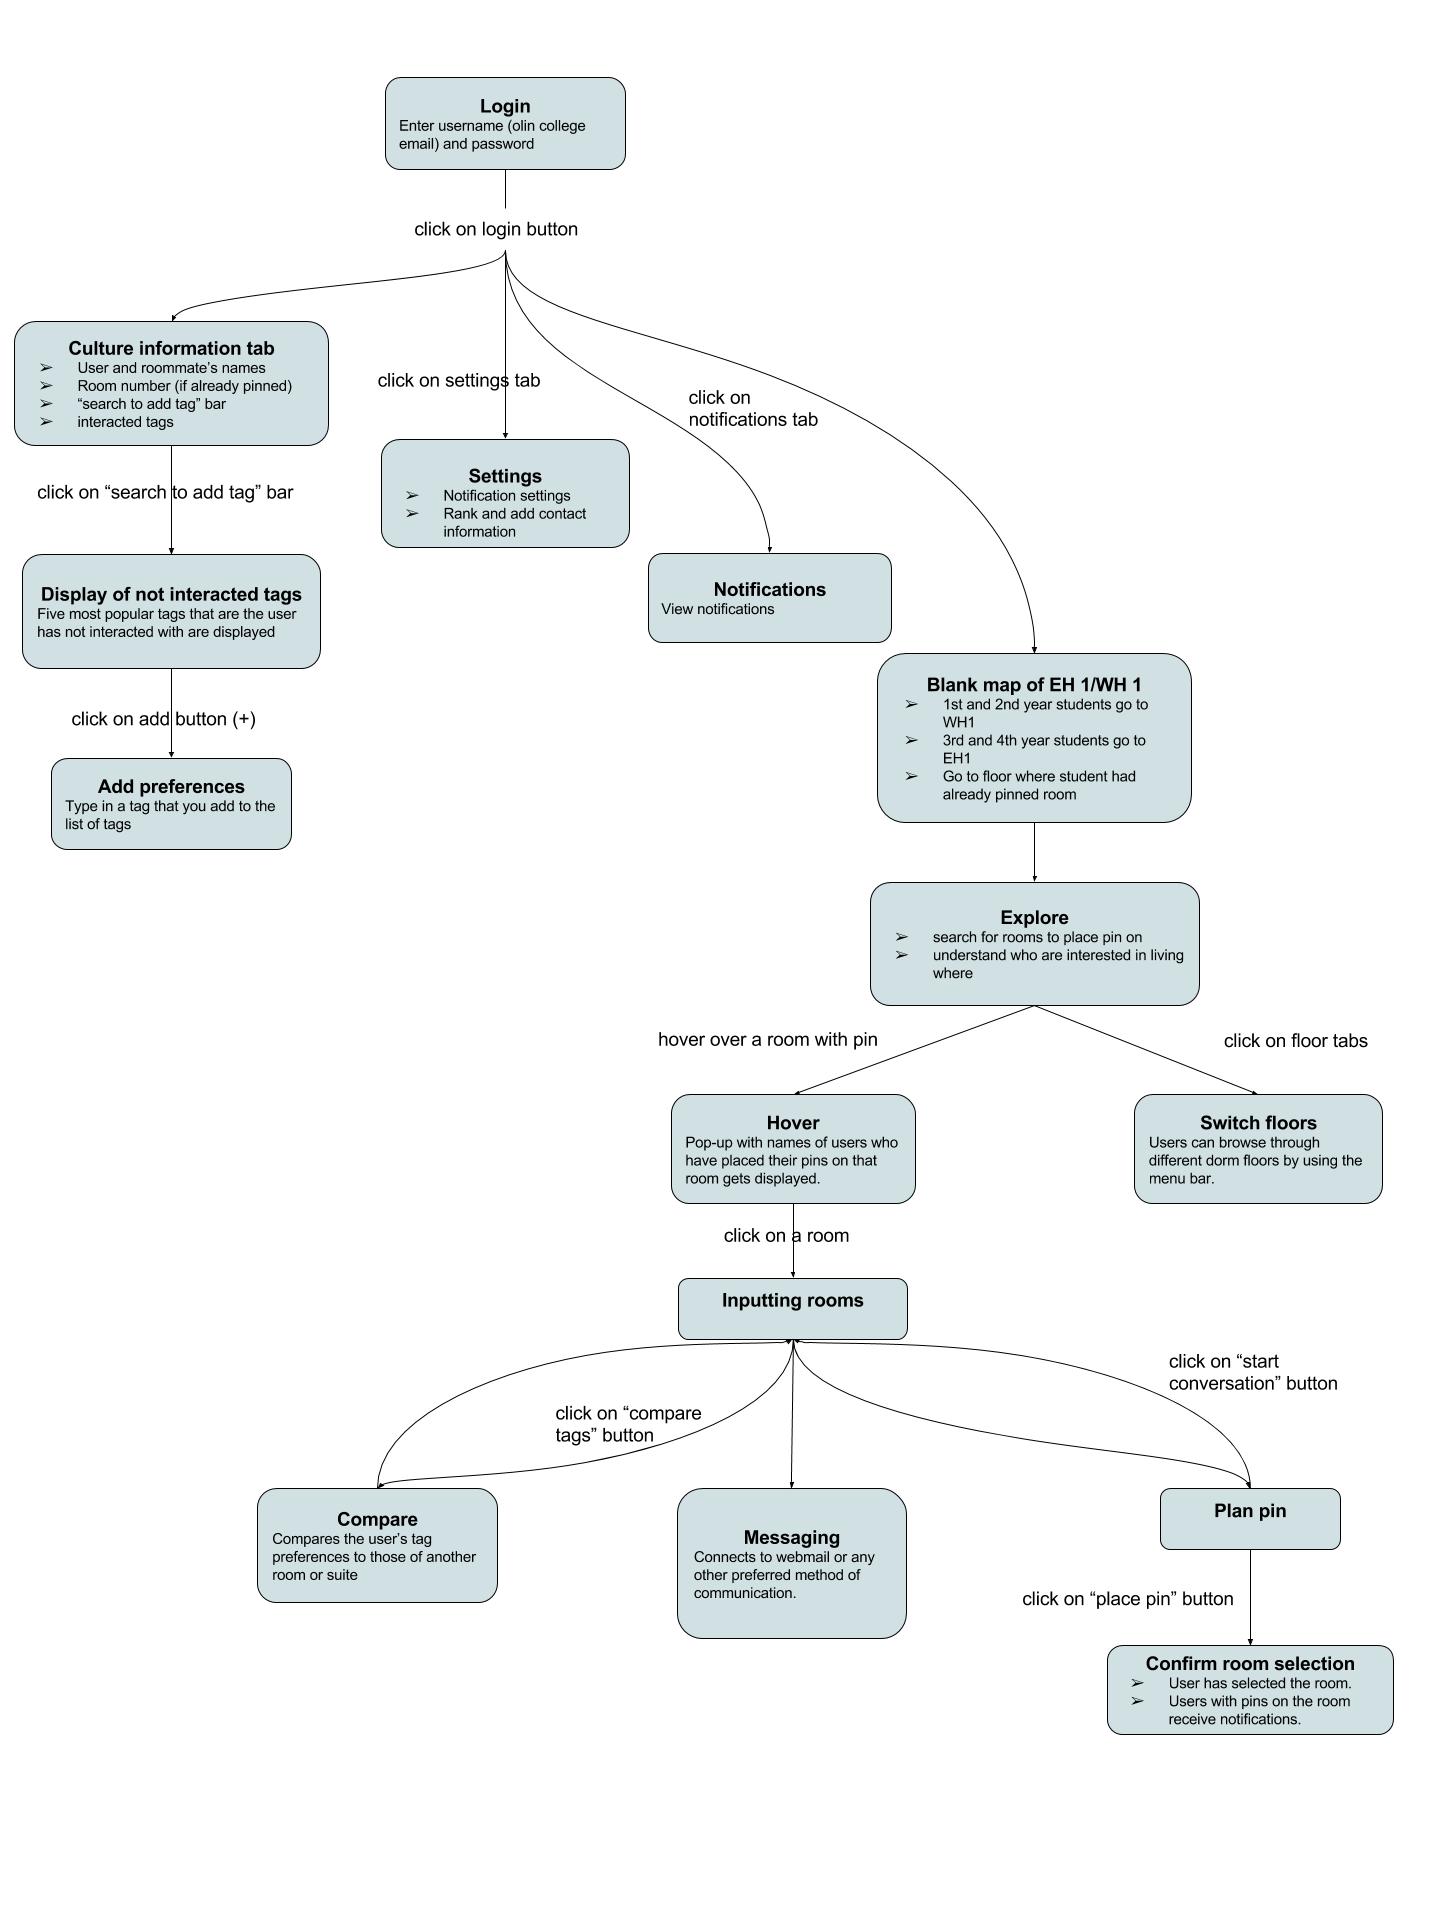 Login
Enter username (olin college
email) and password
click on login button
Culture information tab
➢ User and roommate's names
➢ Room number (if already pinned)
➢ “search to add tag” bar
➢ interacted tags
click on settings tab
click on
notifications tab
click on “search to add tag” bar
Settings
➢ Notification settings
➢ Rank and add contact
information
Display of not interacted tags
Five most popular tags that are the user
has not interacted with are displayed
Notifications
View notifications
click on add button (+)
Blank map of EH 1/WH 1
➢ 1st and 2nd year students go to
WH1
➢ 3rd and 4th year students go to
EH1
➢ Go to floor where student had
already pinned room
Add preferences
Type in a tag that you add to the
list of tags
Explore
➢ search for rooms to place pin on
➢ understand who are interested in living
where
hover over a room with pin
click on floor tabs
Hover
Pop-up with names of users who
have placed their pins on that
room gets displayed.
Switch floors
Users can browse through
different dorm floors by using the
menu bar.
click on a room
Inputting rooms
click on “start
conversation” button
click on “compare
tags” button
Compare
Compares the user’s tag
preferences to those of another
room or suite
Messaging
Connects to webmail or any
other preferred method of
communication.
Plan pin
click on “place pin” button
Confirm room selection
➢ User has selected the room.
➢ Users with pins on the room
receive notifications.